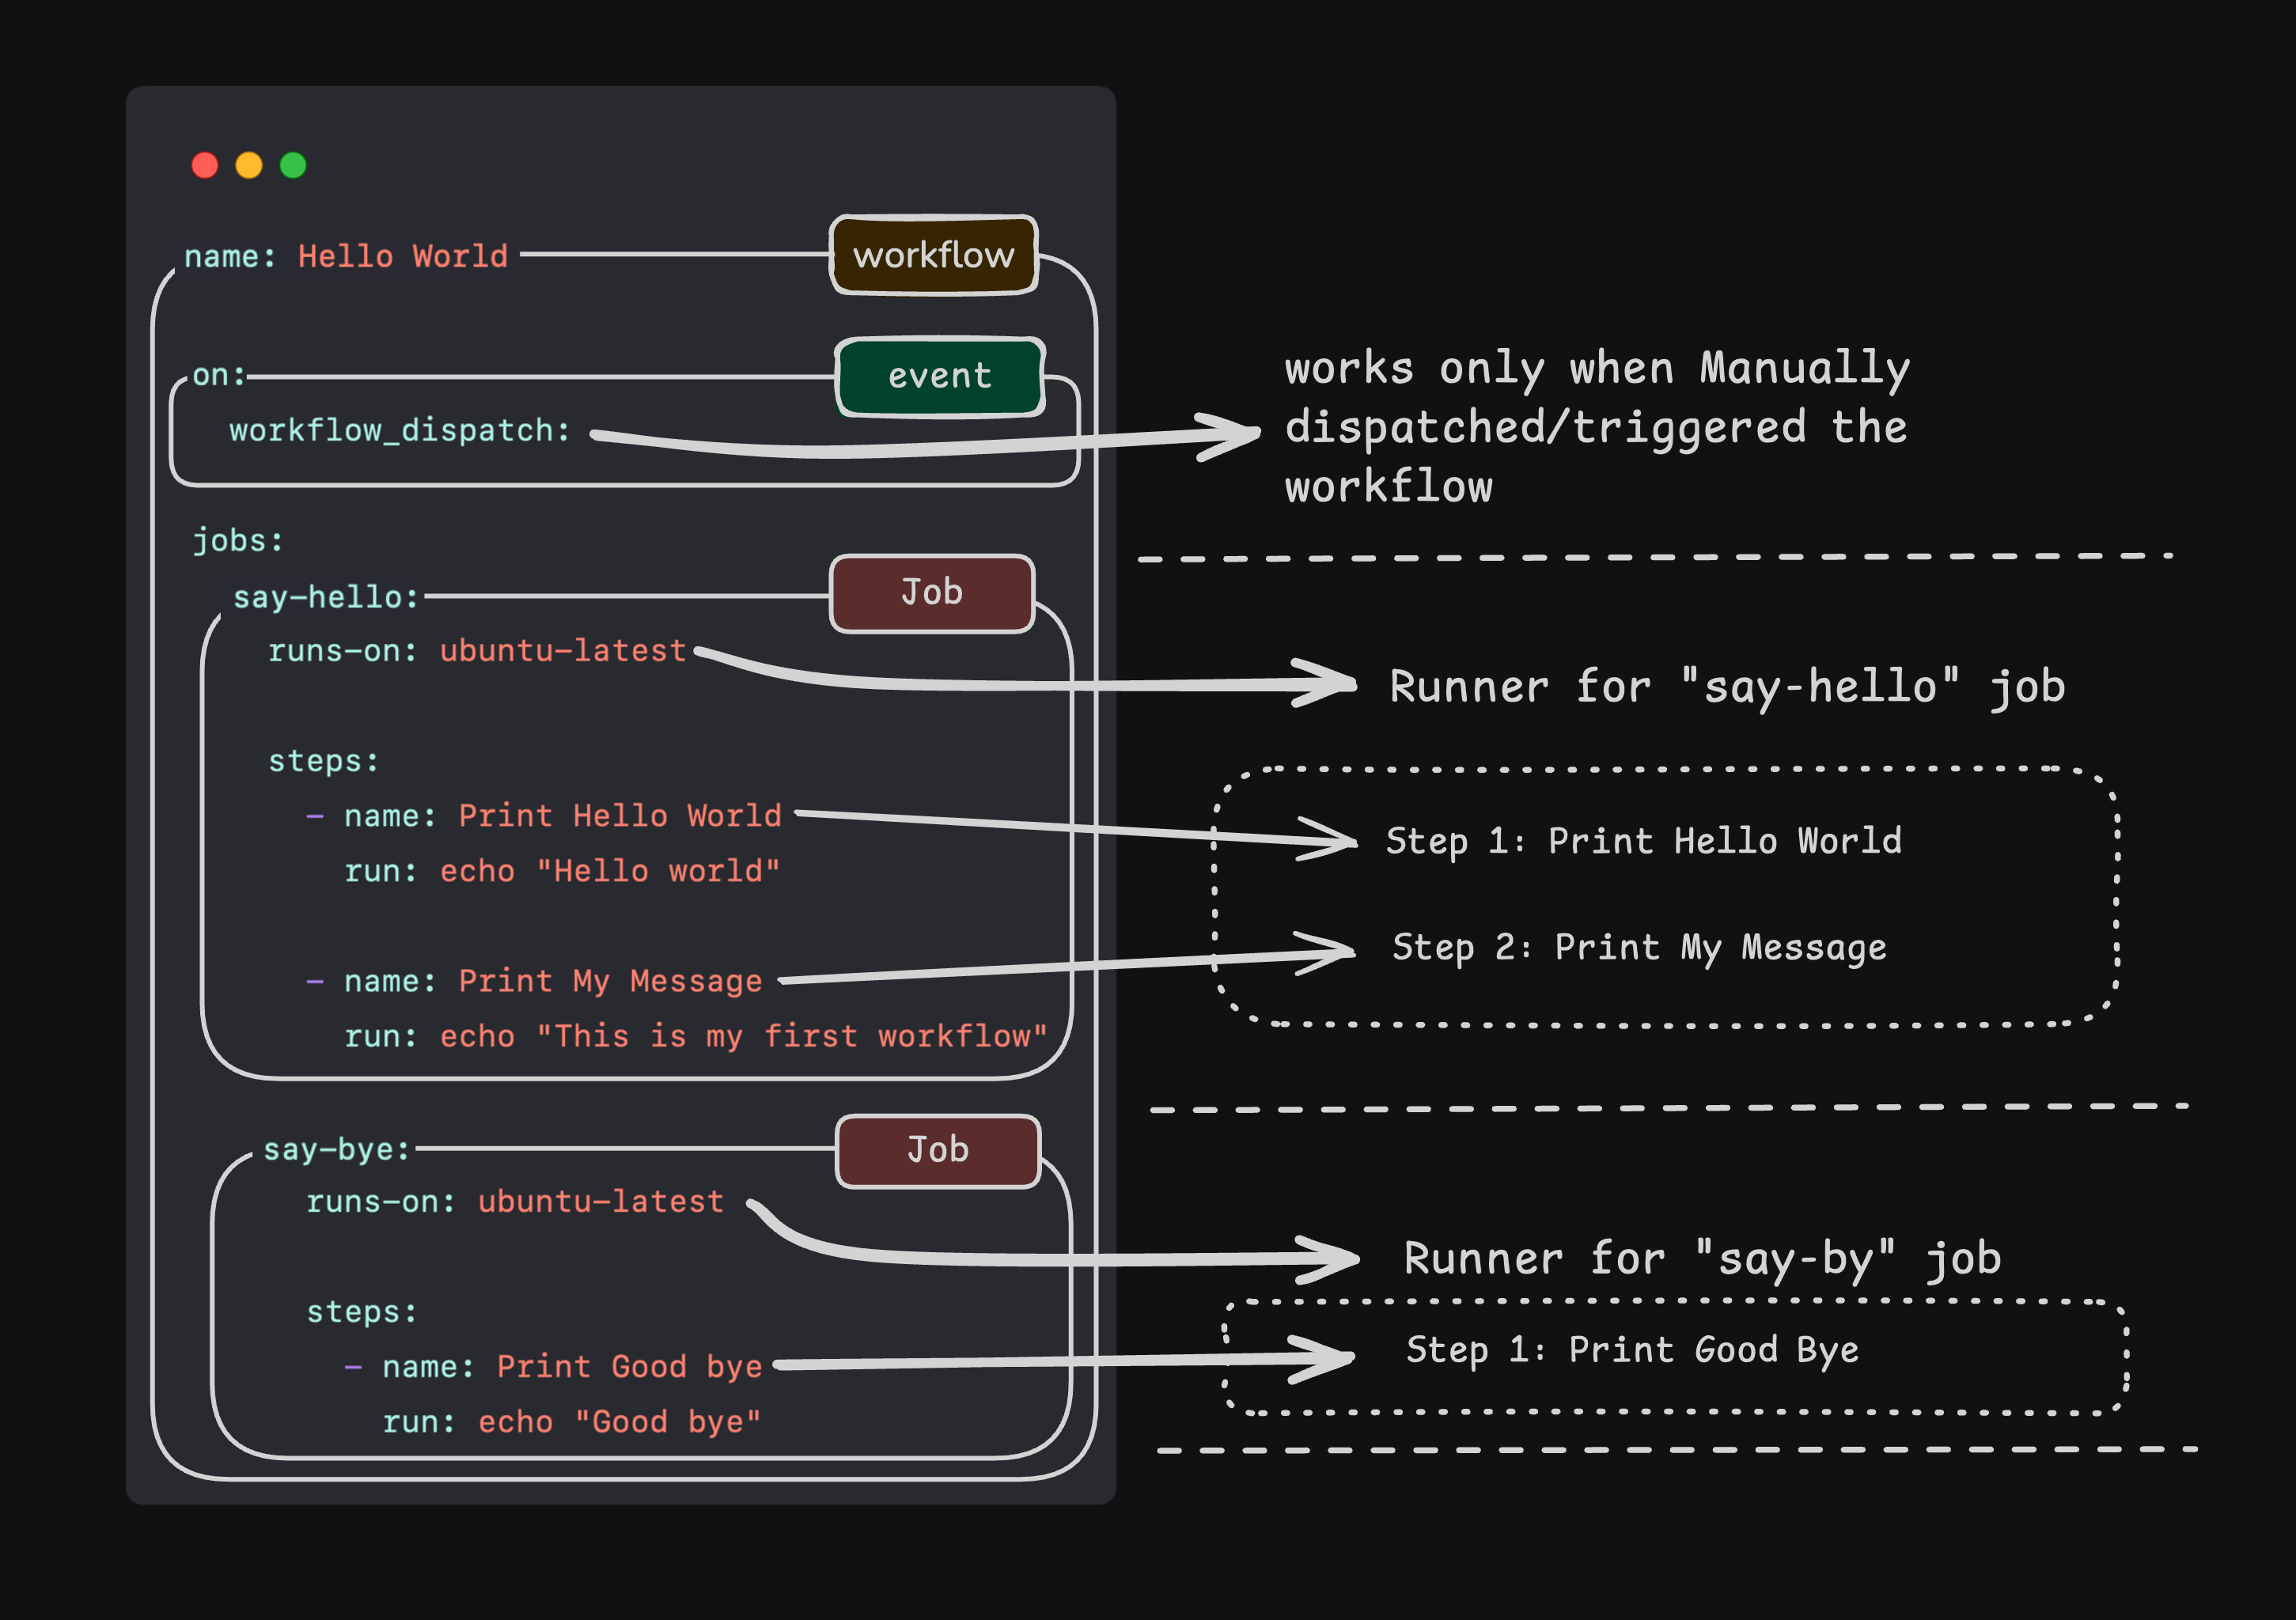 name: Hello World
workflow
on:
event
workflow_dispatch:
works only when Manually
dispatched/triggered the
workflow
jobs:
say-hello:
Job
runs-on: ubuntu-latest
Runner for "say-hello" job
steps:
- name: Print Hello World
Step 1: Print Hello World
run: echo "Hello world"
- name: Print My Message
Step 2: Print My Message
run: echo "This is my first workflow"
say-bye:
Job
runs-on: ubuntu-latest
Runner for "say-by" job
steps:
- name: Print Good bye
Step 1: Print Good Bye
run: echo "Good bye"